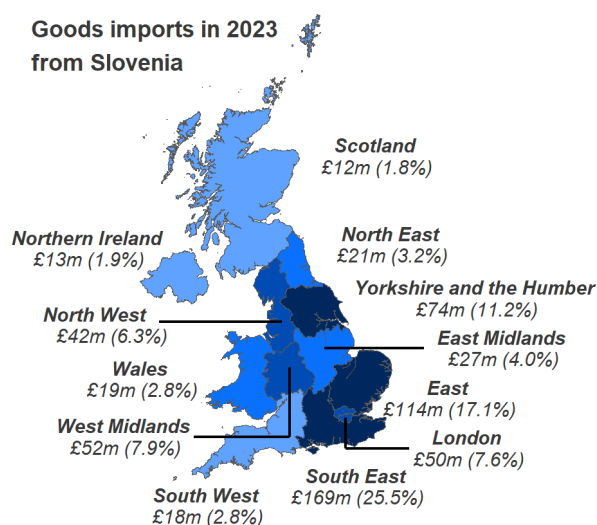 Goods imports in 2023
from Slovenia
Scotland
£12m (1.8%)
Northern Ireland
£13m (1.9%)
North East
£21m (3.2%)
Yorkshire and the Humber
£74m (11.2%)
North West
£42m (6.3%)
East Midlands
£27m (4.0%)
Wales
£19m (2.8%)
East
£114m (17.1%)
West Midlands
£52m (7.9%)
London
£50m (7.6%)
South East
£169m (25.5%)
South West
£18m (2.8%)